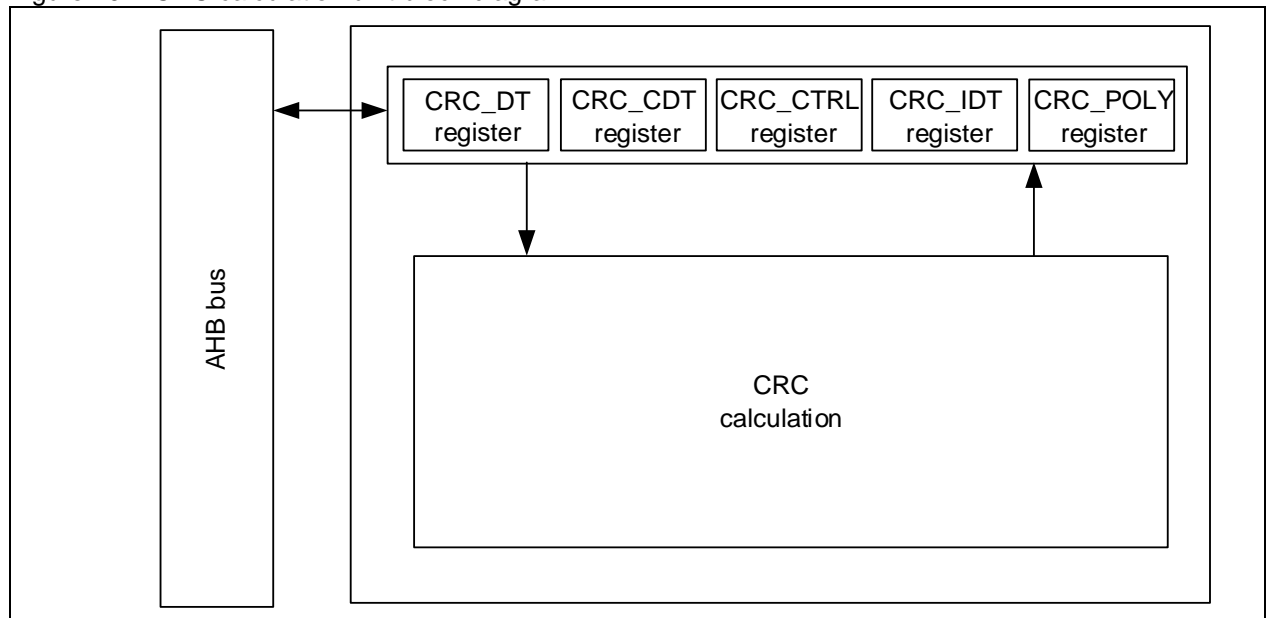 CRC_DT
register
CRC_CDT
register
CRC_CTRL
register
CRC_IDT
register
CRC_POLY
register
AHB bus
CRC
calculation